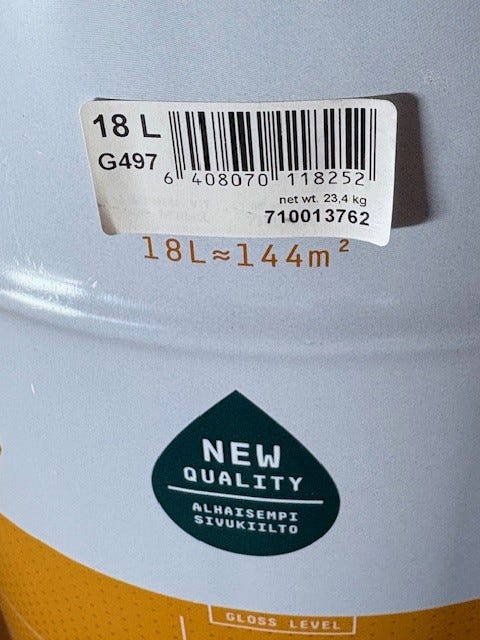 18 L
G497
6 408070 118252
net wt. 23,4 kg
710013762
18L≈144m²
NEW
QUALITY
ALHAISEMPI
SIVUKIILTO
GLOSS LEVEL